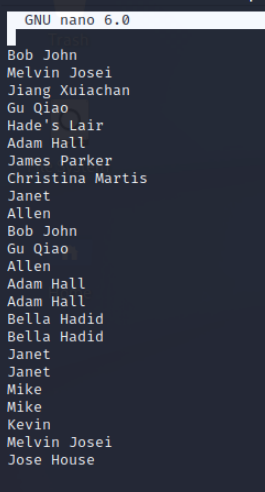 GNU nano 6.0
Bob John
Melvin Josei
Jiang Xuiachan
Gu Qiao
Hade's Lair
Adam Hall
James Parker
Christina Martis
Janet
Allen
Bob John
Gu Qiao
Allen
Adam Hall
Adam Hall
Bella Hadid
Bella Hadid
Janet
Janet
Mike
Mike
Kevin
Melvin Josei
Jose House